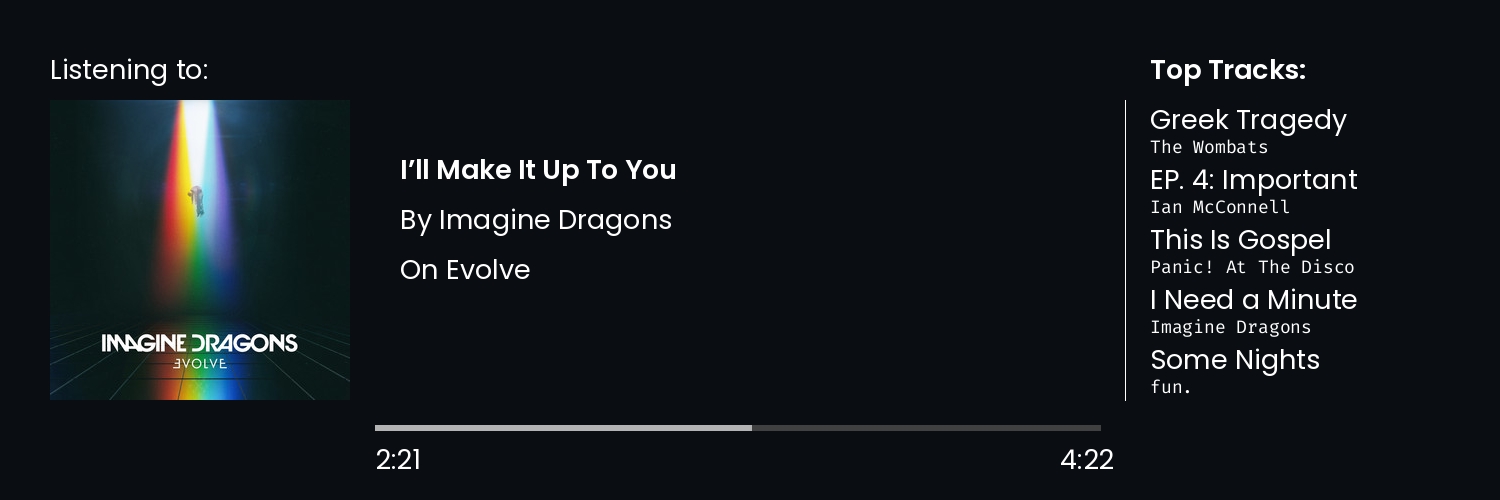 Listening to:
IMAGINE DRAGONS
EVOLVE
I’ll Make It Up To You
By Imagine Dragons
On Evolve
2:21
4:22
Top Tracks:
Greek Tragedy
The Wombats
EP. 4: Important
Ian McConnell
This Is Gospel
Panic! At The Disco
I Need a Minute
Imagine Dragons
Some Nights
fun.